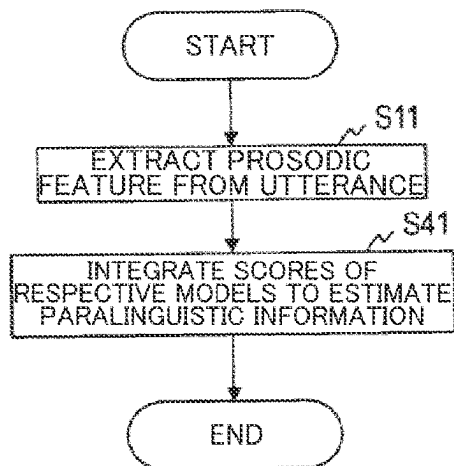 START
S11
EXTRACT PROSODIC
FEATURE FROM UTTERANCE
S41
INTEGRATE SCORES OF
RESPECTIVE MODELS TO ESTIMATE
PARALINGUISTIC INFORMATION
END